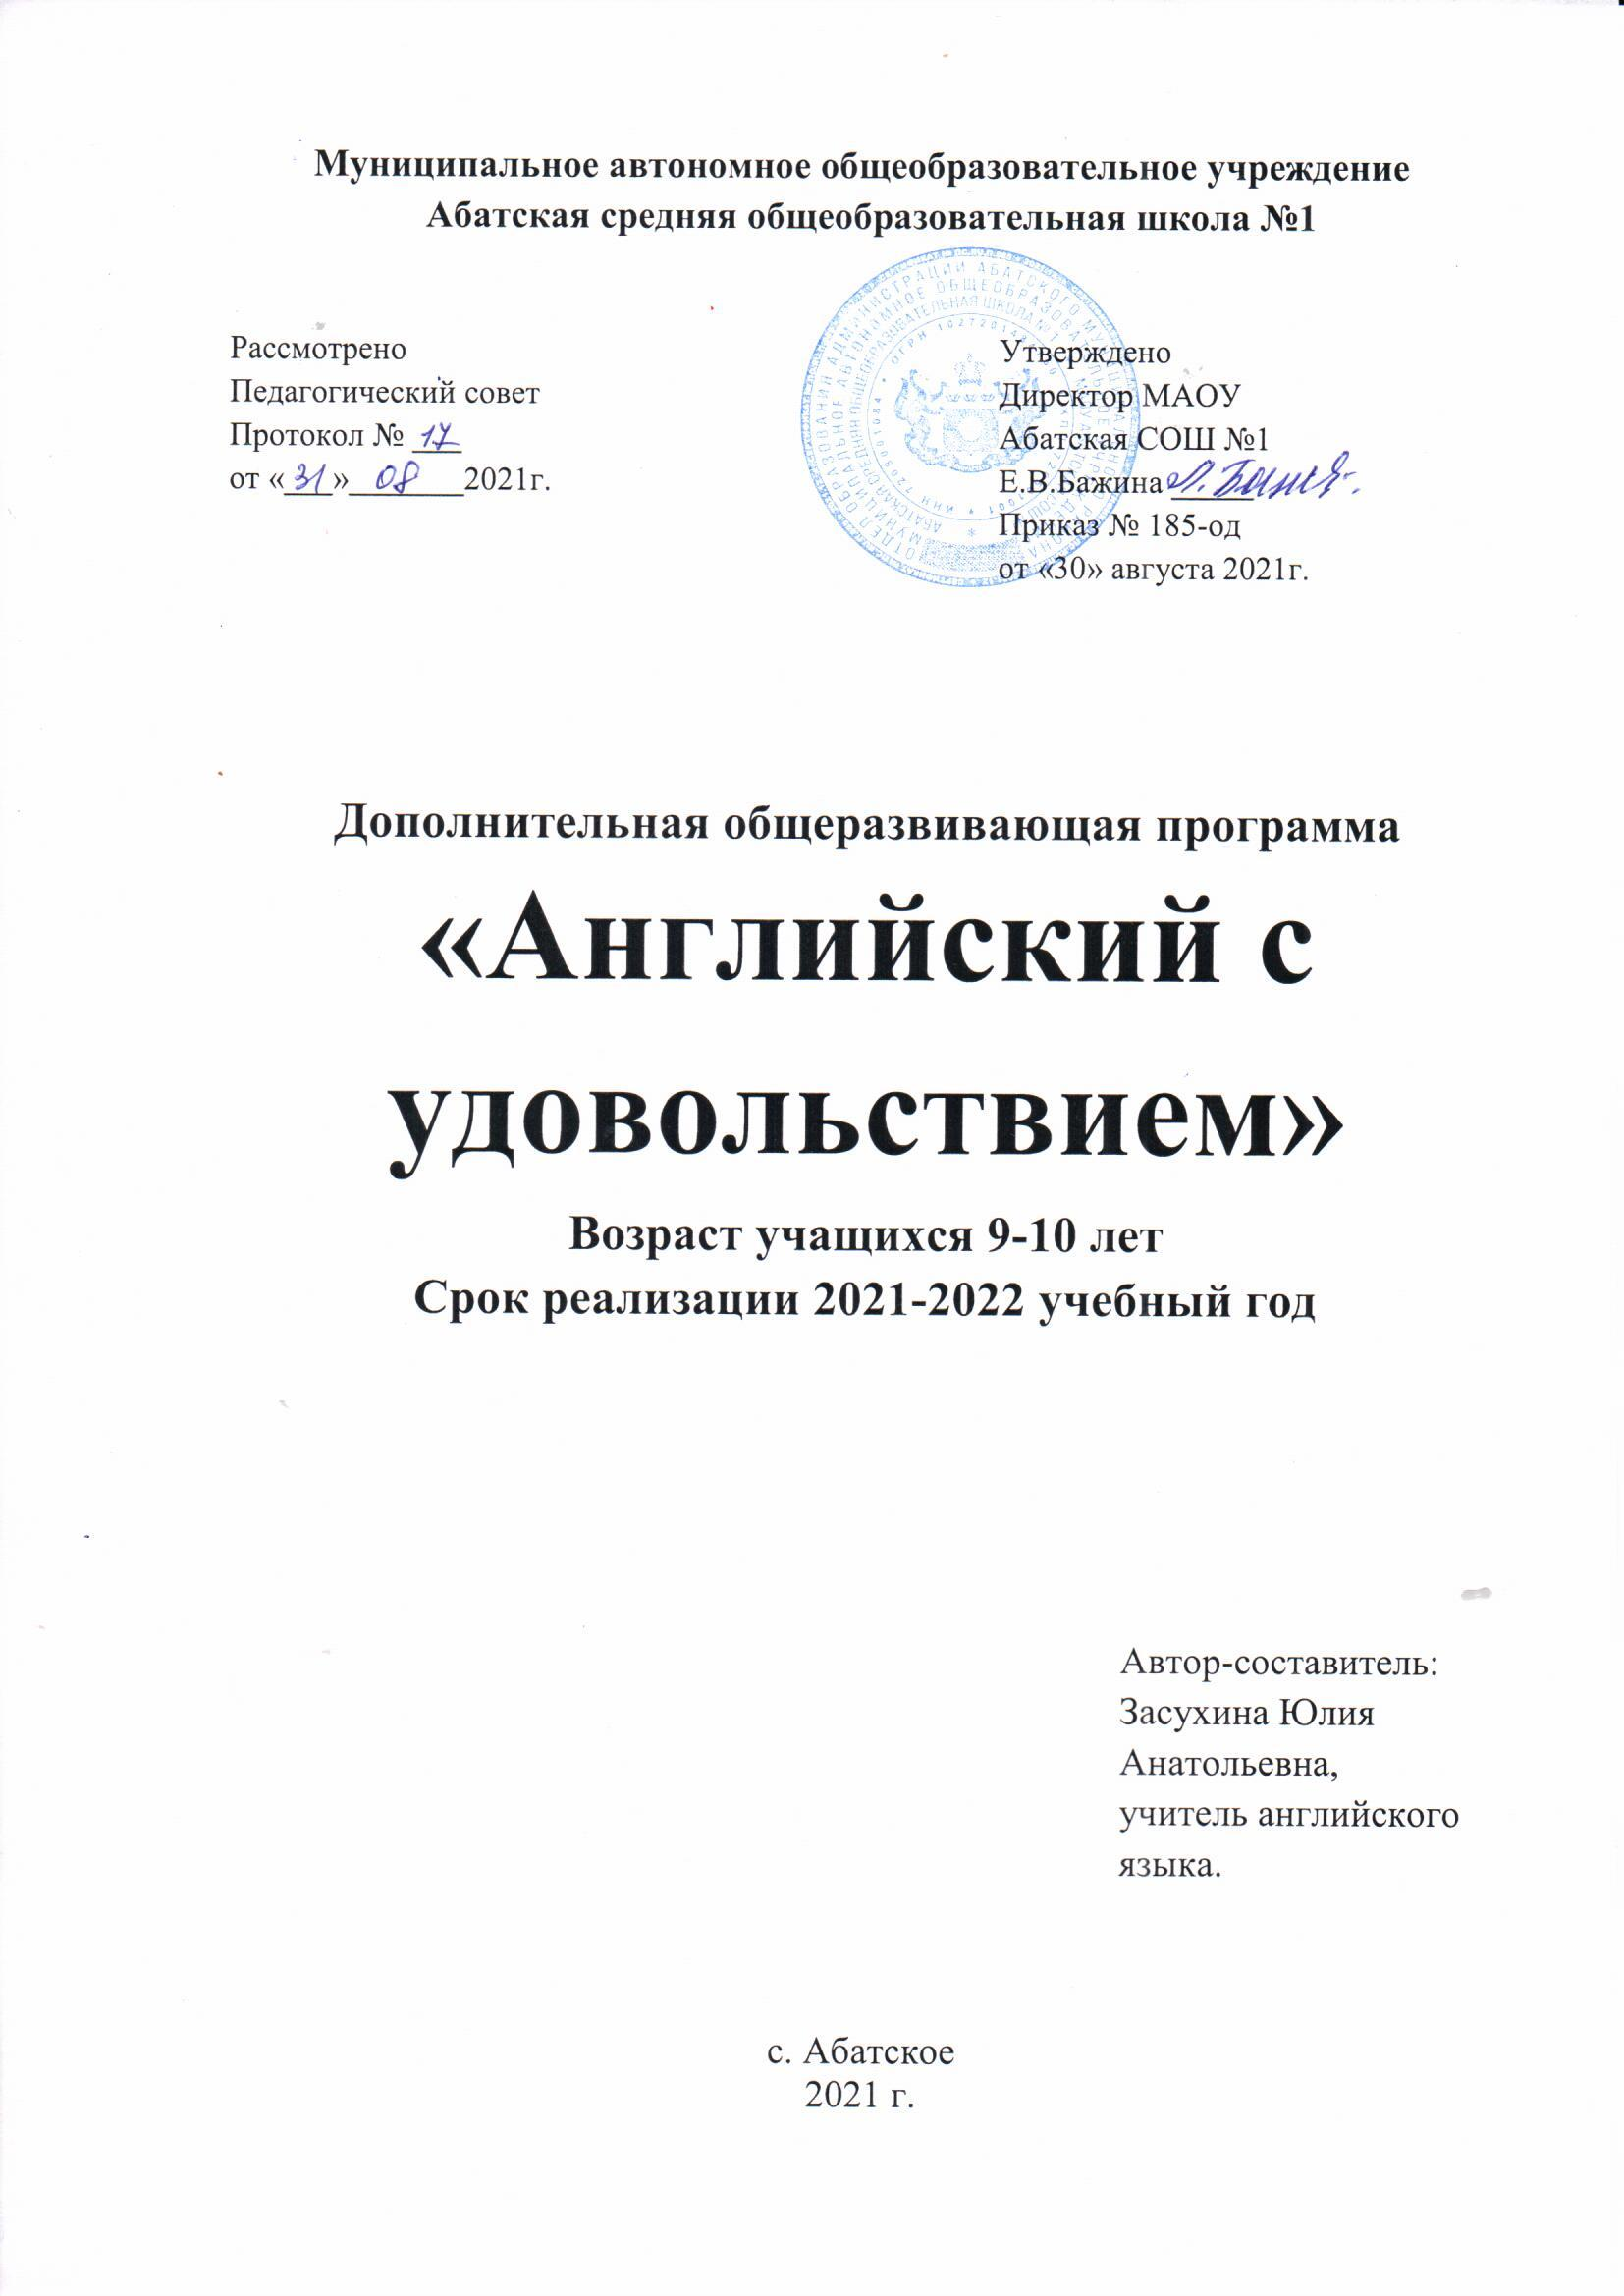 Муниципальное автономное общеобразовательное учреждение
Абатская средняя общеобразовательная школа №1
Рассмотрено
Педагогический совет
Протокол № 17
от «31» 08 2021г.
Утверждено
Директор МАОУ
Абатская СОШ №1
Е.В.Бажина
Приказ № 185-од
от «30» августа 2021г.
Дополнительная общеразвивающая программа
«Английский с
удовольствием»
Возраст учащихся 9-10 лет
Срок реализации 2021-2022 учебный год
Автор-составитель:
Засухина Юлия
Анатольевна,
учитель английского
языка.
с. Абатское
2021 г.